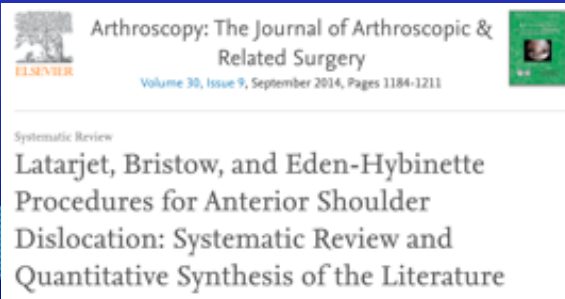 Arthroscopy: The Journal of Arthroscopic &
Related Surgery
ELSEVIER
Volume 30, Issue 9, September 2014, Pages 1184-1211
Systematic Review
Latarjet, Bristow, and Eden-Hybinette
Procedures for Anterior Shoulder
Dislocation: Systematic Review and
Quantitative Synthesis of the Literature